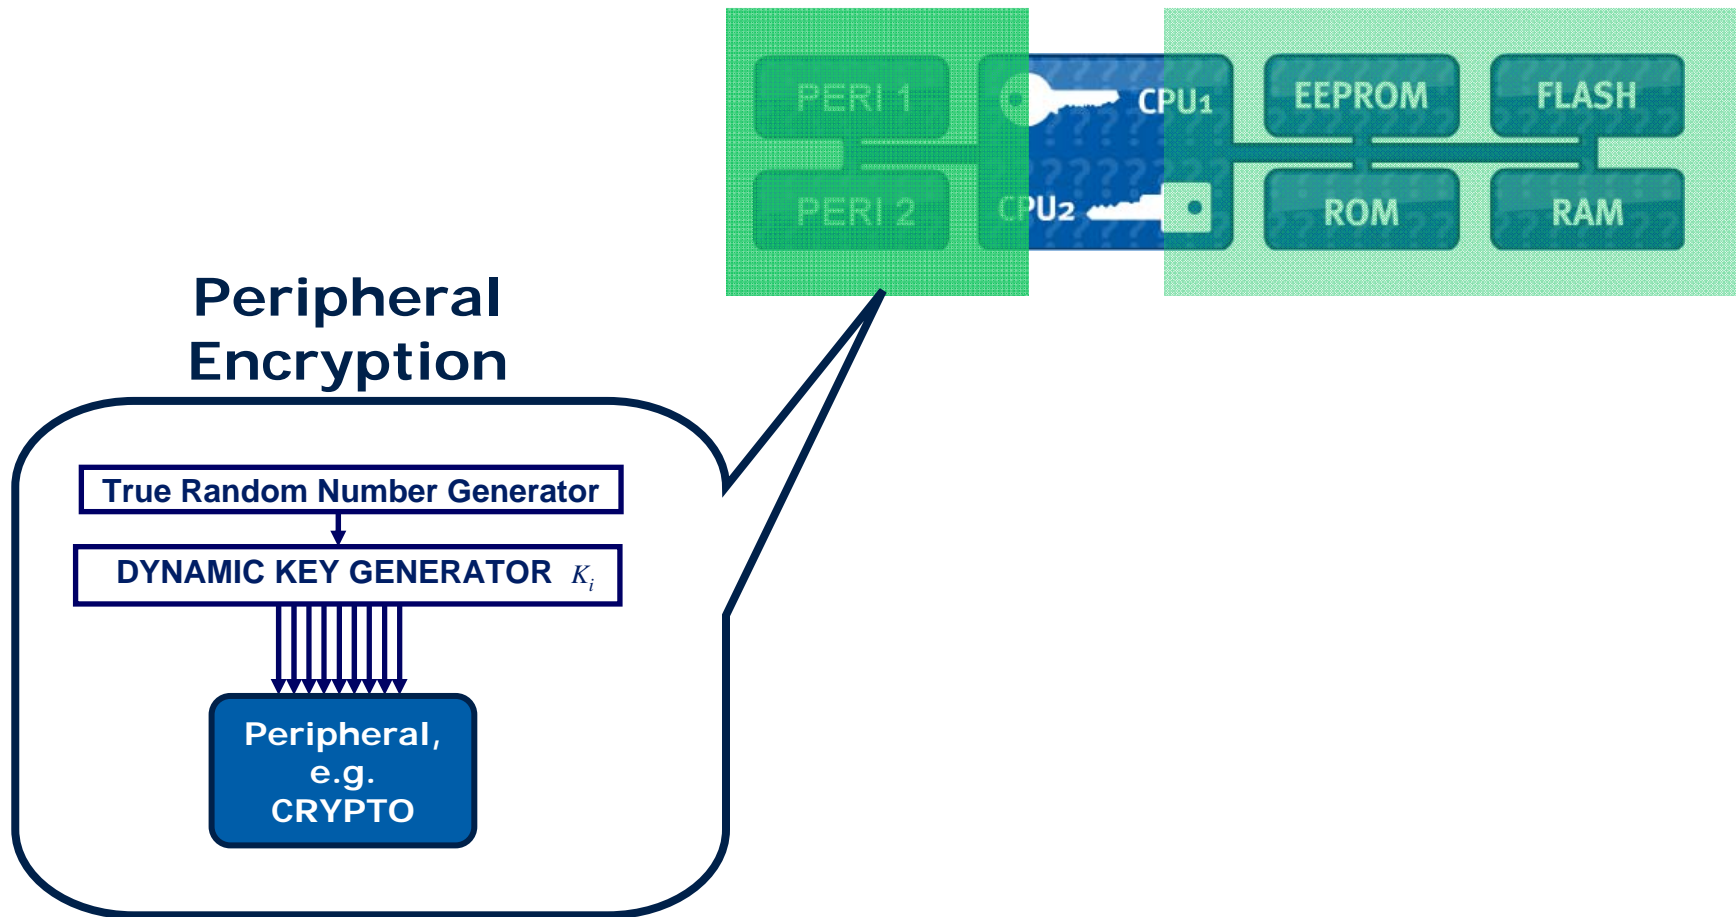 PERI 1
CPU1
EEPROM
FLASH
PERI 2
CPU2
ROM
RAM
Peripheral
Encryption
True Random Number Generator
DYNAMIC KEY GENERATOR K_i
Peripheral,
e.g.
CRYPTO